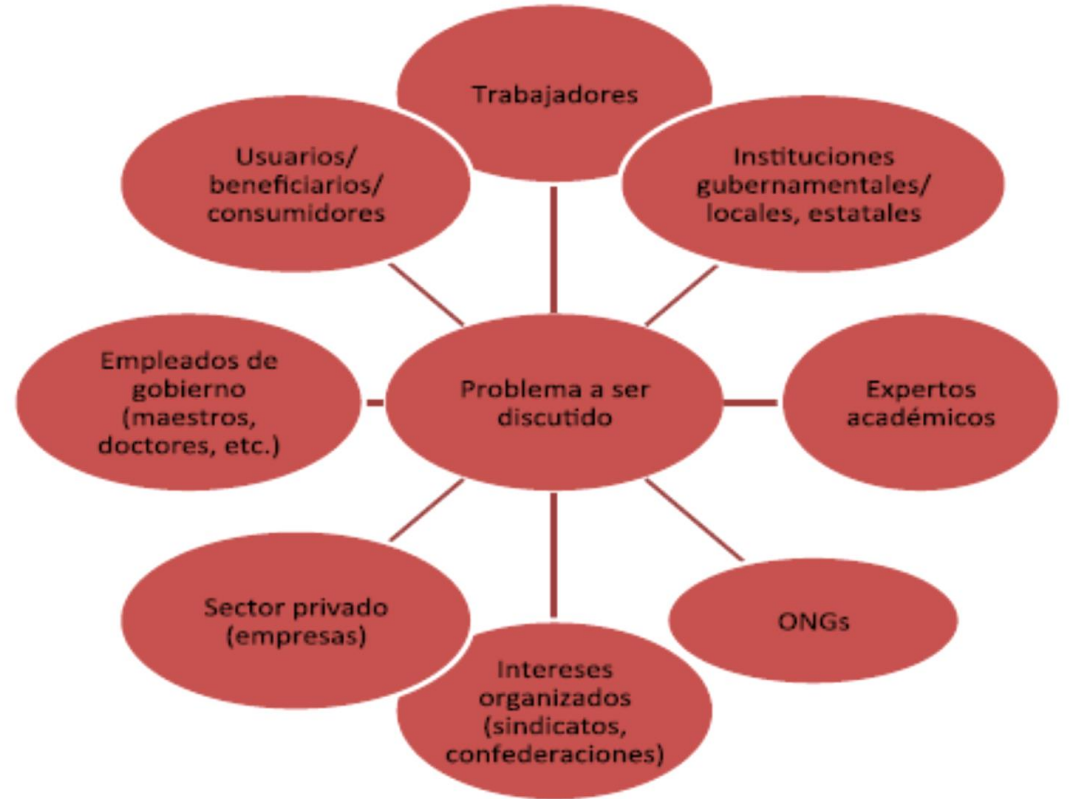 Trabajadores
Usuarios/
beneficiarios/
consumidores
Instituciones
gubernamentales/
locales, estatales
Empleados de
gobierno
(maestros,
doctores, etc.)
Problema a ser
discutido
Expertos
académicos
Sector privado
(empresas)
Intereses
organizados
(sindicatos,
confederaciones)
ONGs